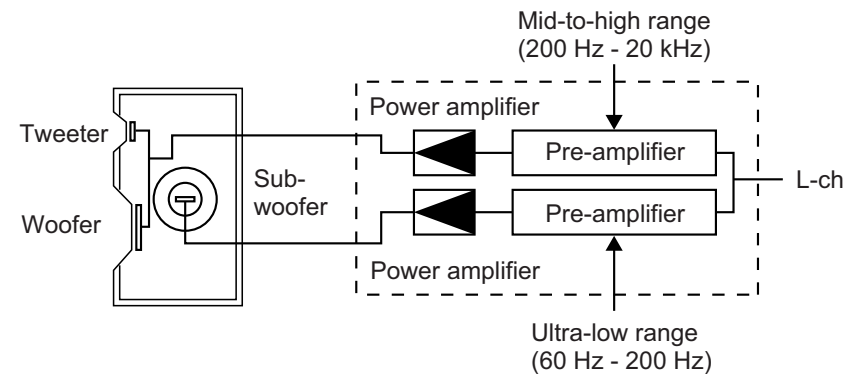 Mid-to-high range
(200 Hz - 20 kHz)
Power amplifier
Tweeter
Pre-amplifier
Sub-
woofer
L-ch
Woofer
Pre-amplifier
Power amplifier
Ultra-low range
(60 Hz - 200 Hz)